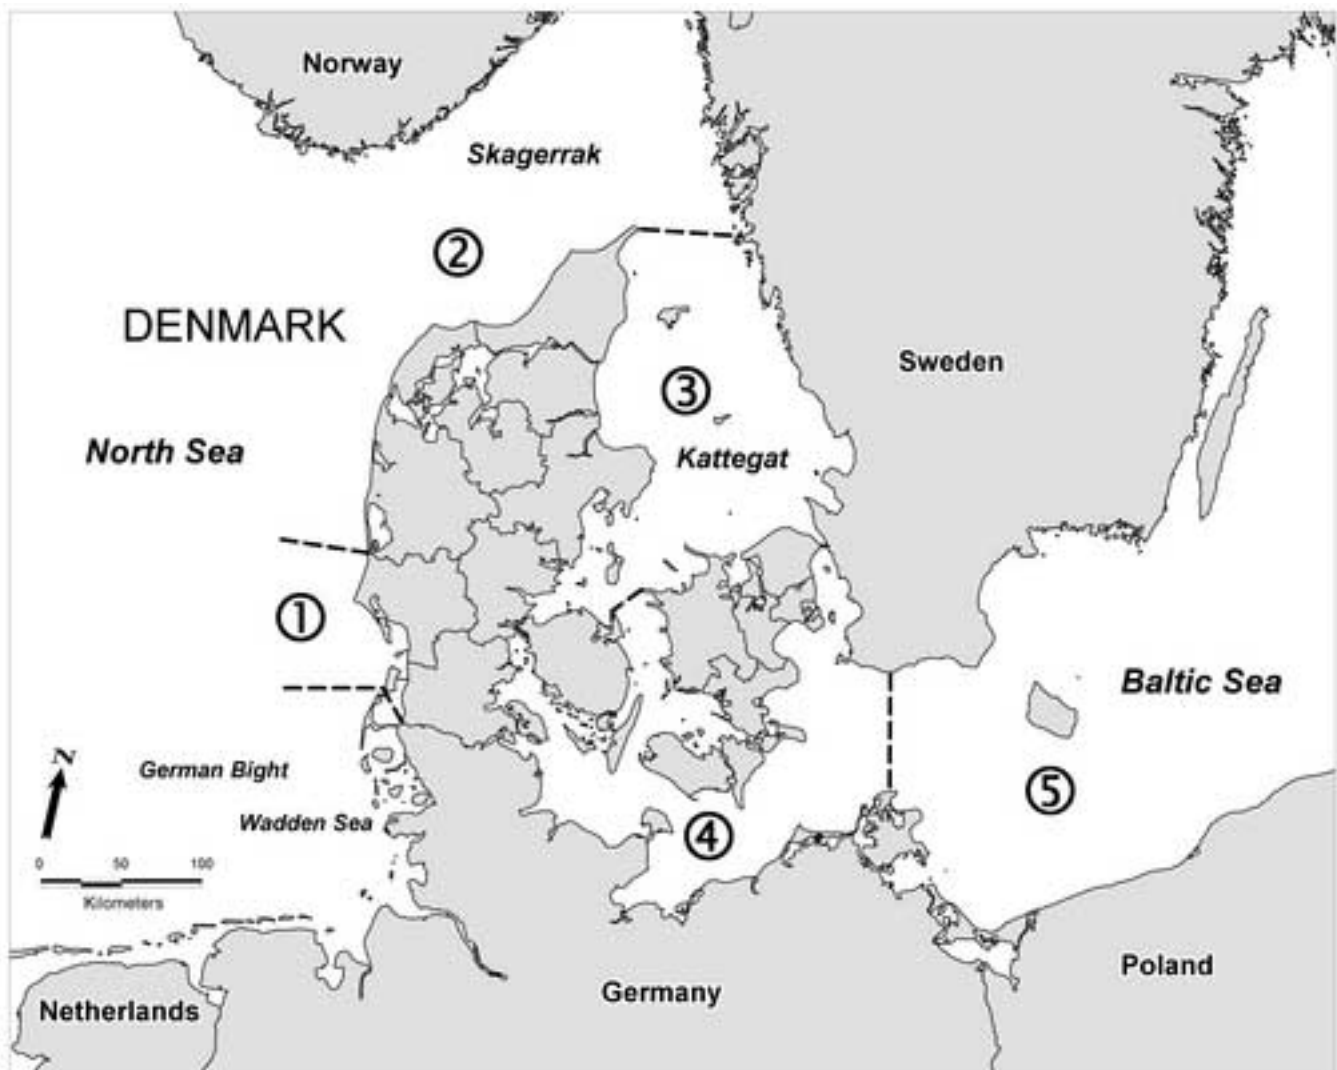 Norway
Skagerrak
②
DENMARK
Sweden
③
North Sea
Kattegat
①
Baltic Sea
N
German Bight
⑤
Wadden Sea
④
0 50 100
Kilometers
Poland
Germany
Netherlands